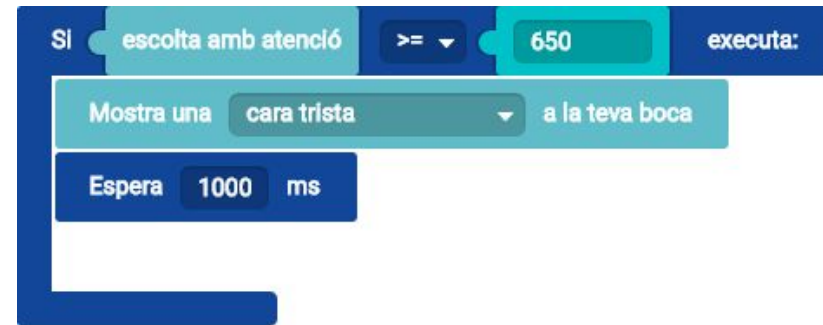 Si escolta amb atenció >= 650 executa:
Mostra una cara trista a la teva boca
Espera 1000 ms